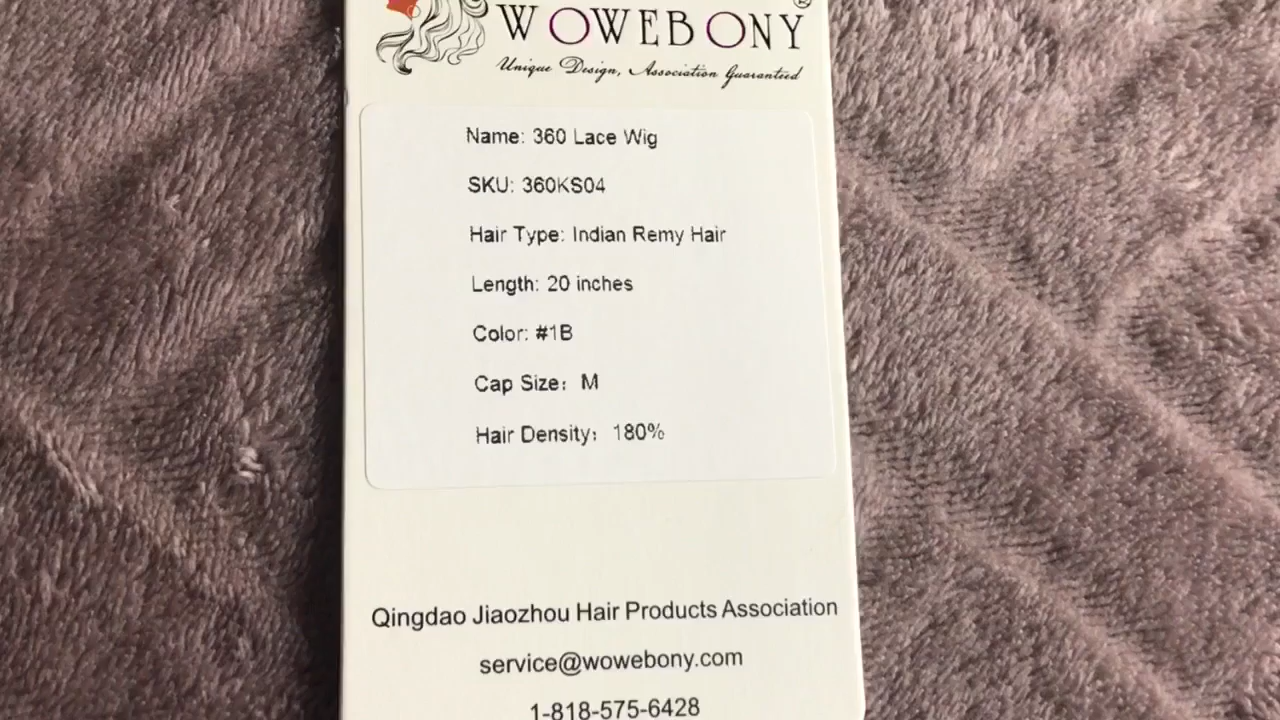 WOWEBONY®
Unique Design, Association Guaranteed
Name: 360 Lace Wig
SKU: 360KS04
Hair Type: Indian Remy Hair
Length: 20 inches
Color: #1B
Cap Size: M
Hair Density: 180%
Qingdao Jiaozhou Hair Products Association
service@wowebony.com
1-818-575-6428